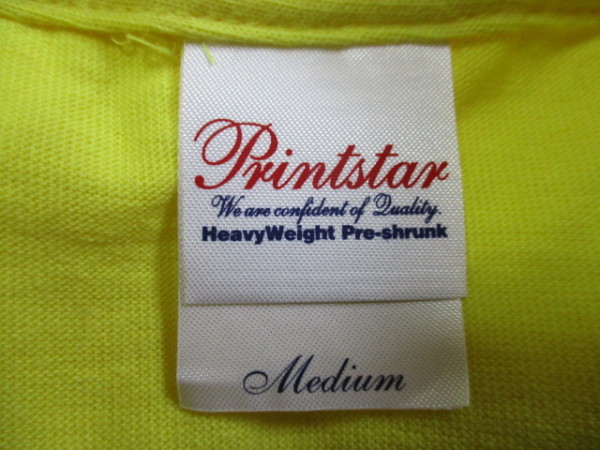 Printstar
We are confident of Quality.
HeavyWeight Pre-shrunk
Medium